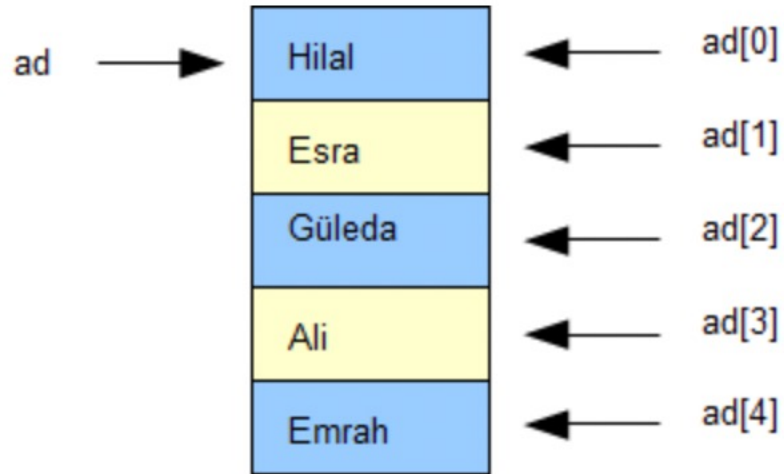 ad Hilal ad[0]
Esra ad[1]
Güleda ad[2]
Ali ad[3]
Emrah ad[4]